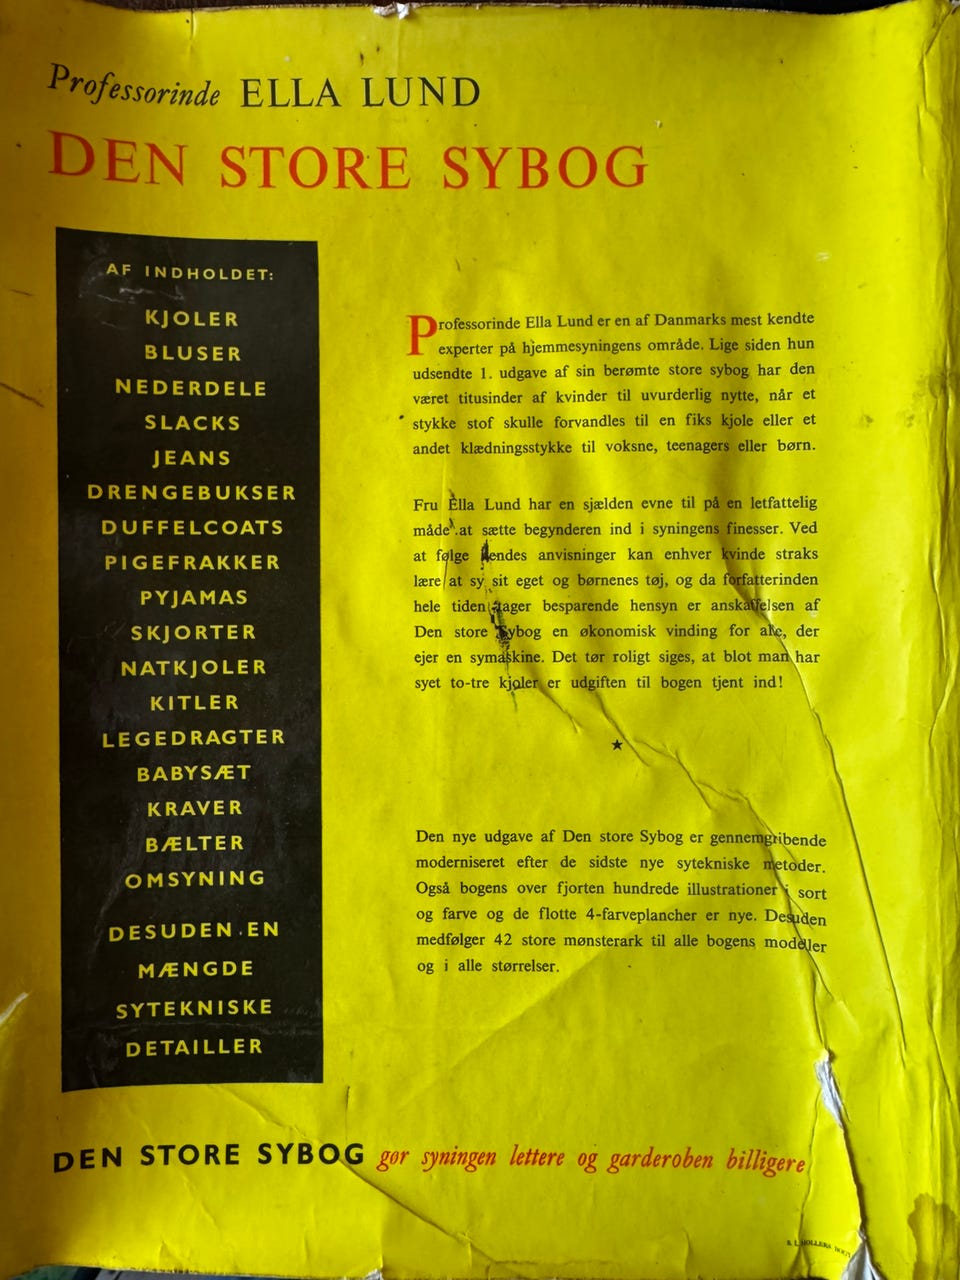 Professorinde ELLA LUND
DEN STORE SYBOG
AF INDHOLDET:
KJOLER
BLUSER
NEDERDELE
SLACKS
JEANS
DRENGEBUKSER
DUFFELCOATS
PIGEFRAKKER
PYJAMAS
SKJORTER
NATKJOLER
KITLER
LEGEDRAGTER
BABYSÆT
KRAVER
BÆLTER
OMSYNING
DESUDEN EN
MÆNGDE
SYTEKNISKE
DETAILLER
Professorinde Ella Lund er en af Danmarks mest kendte
experter på hjemmesyningens område. Lige siden hun
udsendte 1. udgave af sin berømte store sybog har den
været titusinder af kvinder til uvurderlig nytte, når et
stykke stof skulle forvandles til en fiks kjole eller et
andet klædningsstykke til voksne, teenagers eller børn.
Fru Ella Lund har en sjælden evne til på en letfattelig
måde at sætte begynderen ind i syningens finesser. Ved
at følge hendes anvisninger kan enhver kvinde straks
lære at sy sit eget og børnenes tøj, og da forfatterinden
hele tiden tager besparende hensyn er anskaffelsen af
Den store Sybog en økonomisk vinding for alle, der
ejer en symaskine. Det tør roligt siges, at blot man har
syet to-tre kjoler er udgiften til bogen tjent ind!
★
Den nye udgave af Den store Sybog er gennemgribende
moderniseret efter de sidste nye sytekniske metoder.
Også bogens over fjorten hundrede illustrationer i sort
og farve og de flotte 4-farveplancher er nye. Desuden
medfølger 42 store mønsterark til alle bogens modeller
og i alle størrelser.
DEN STORE SYBOG gør syningen lettere og garderoben billigere